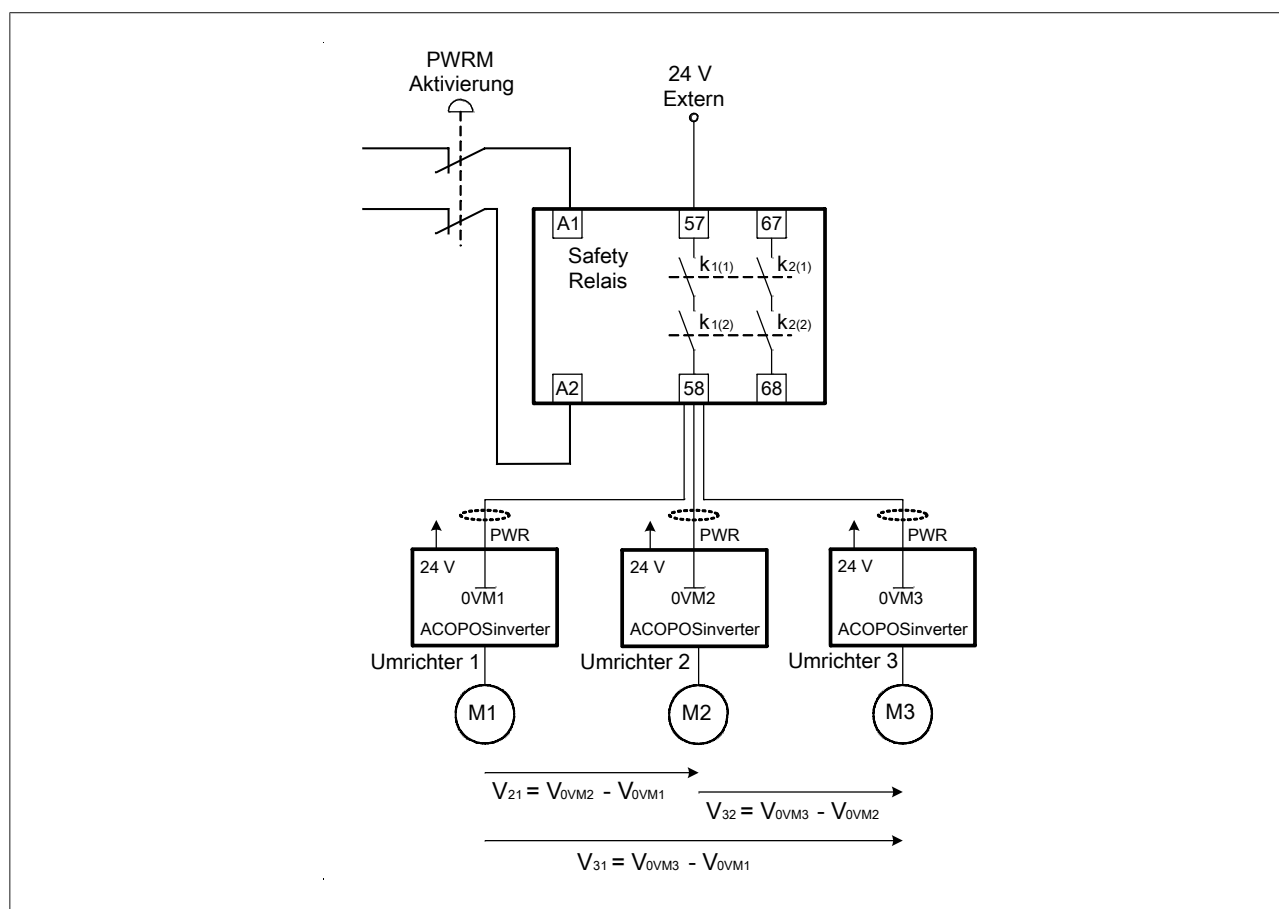 PWRM
Aktivierung
24 V
Extern
A1
57
67
Safety
Relais
k1(1)
k2(1)
k1(2)
k2(2)
A2
58
68
PWR
PWR
PWR
24 V
24 V
24 V
0VM1
0VM2
0VM3
ACOPOSinverter
ACOPOSinverter
ACOPOSinverter
Umrichter 1
Umrichter 2
Umrichter 3
M1
M2
M3
V21 = V0VM2 - V0VM1
V32 = V0VM3 - V0VM2
V31 = V0VM3 - V0VM1